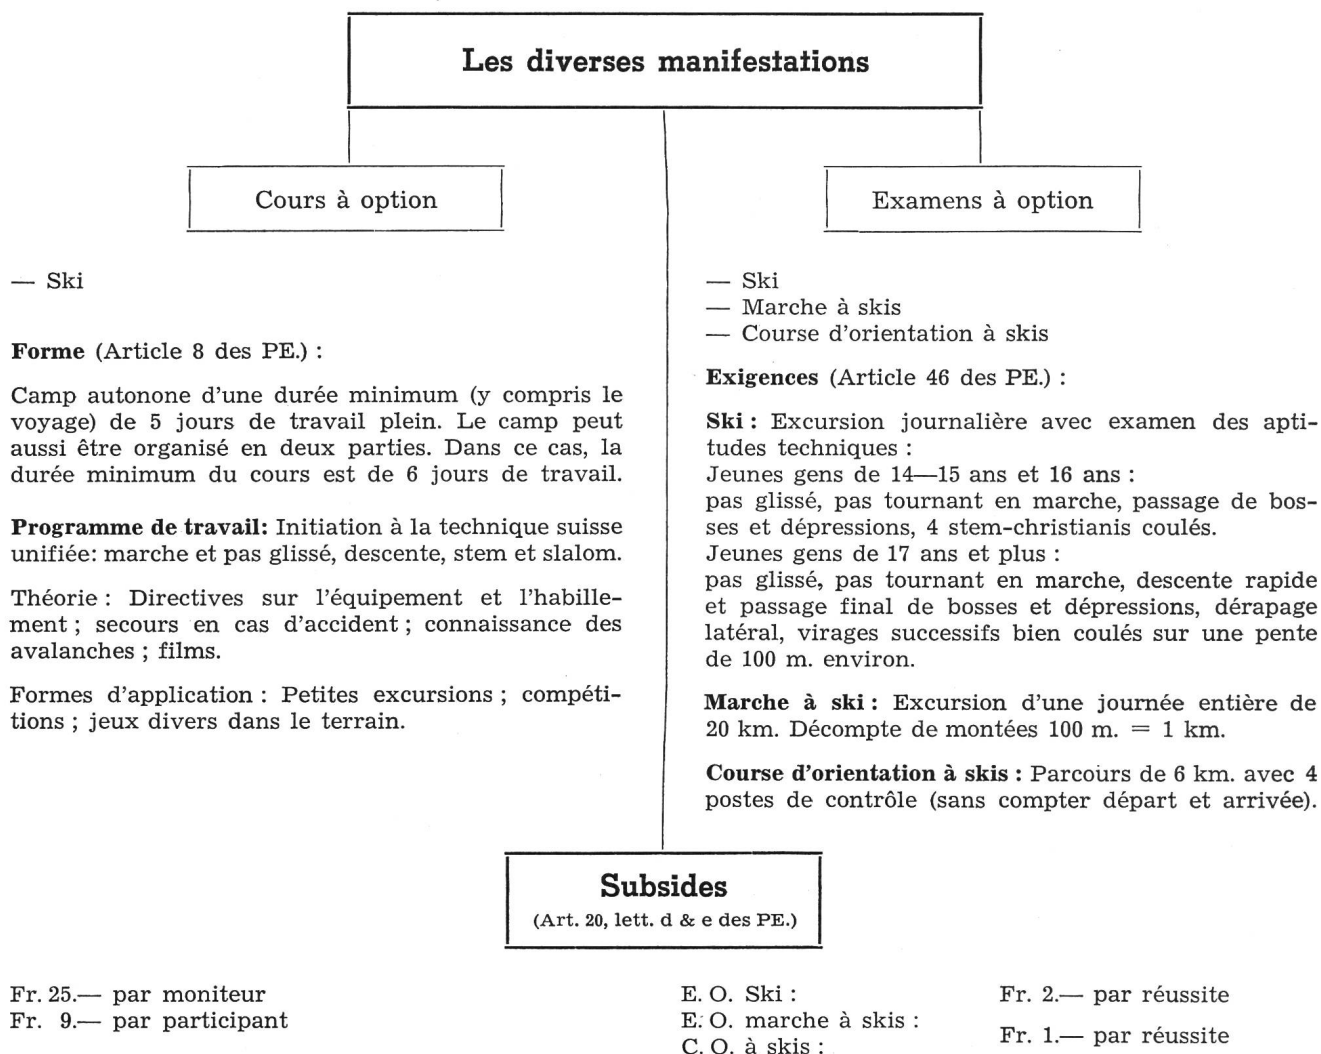 Les diverses manifestations
Cours à option
— Ski
Forme (Article 8 des PE.) :
Camp autonone d'une durée minimum (y compris le
voyage) de 5 jours de travail plein. Le camp peut
aussi être organisé en deux parties. Dans ce cas, la
durée minimum du cours est de 6 jours de travail.
Programme de travail: Initiation à la technique suisse
unifiée: marche et pas glissé, descente, stem et slalom.
Théorie : Directives sur l'équipement et l'habille-
ment ; secours en cas d'accident ; connaissance des
avalanches ; films.
Formes d'application : Petites excursions ; compéti-
tions ; jeux divers dans le terrain.
Examens à option
— Ski
— Marche à skis
— Course d'orientation à skis
Exigences (Article 46 des PE.) :
Ski : Excursion journalière avec examen des apti-
tudes techniques :
Jeunes gens de 14—15 ans et 16 ans :
pas glissé, pas tournant en marche, passage de bos-
ses et dépressions, 4 stem-christianis coulés.
Jeunes gens de 17 ans et plus :
pas glissé, pas tournant en marche, descente rapide
et passage final de bosses et dépressions, dérapage
latéral, virages successifs bien coulés sur une pente
de 100 m. environ.
Marche à ski : Excursion d'une journée entière de
20 km. Décompte de montées 100 m. = 1 km.
Course d'orientation à skis : Parcours de 6 km. avec 4
postes de contrôle (sans compter départ et arrivée).
Subsides
(Art. 20, lett. d & e des PE.)
Fr. 25.— par moniteur
Fr. 9.— par participant
E. O. Ski : Fr. 2.— par réussite
E. O. marche à skis :
C. O. à skis : Fr. 1.— par réussite